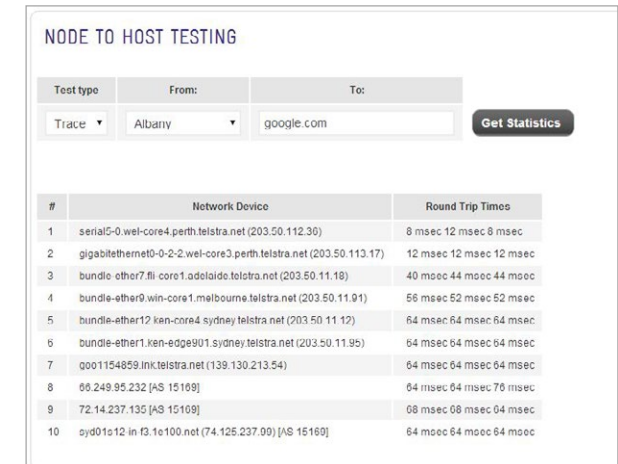 NODE TO HOST TESTING
Test type From: To:
Trace Albany google.com Get Statistics
# Network Device Round Trip Times
1 serial5-0.wel-core4.perth.telstra.net (203.50.112.36) 8 msec 12 msec 8 msec
2 gigabitethernet0-0-2-2.wel-core3.perth.telstra.net (203.50.113.17) 12 msec 12 msec 12 msec
3 bundle-ether7.fli-core1.adelaide.telstra.net (203.50.11.18) 40 msec 44 msec 44 msec
4 bundle-ether9.win-core1.melbourne.telstra.net (203.50.11.91) 56 msec 52 msec 52 msec
5 bundle-ether12.ken-core4.sydney.telstra.net (203.50.11.12) 64 msec 64 msec 64 msec
6 bundle-ether1.ken-edge901.sydney.telstra.net (203.50.11.95) 64 msec 64 msec 64 msec
7 goo1154859.lnk.telstra.net (139.130.213.54) 64 msec 64 msec 64 msec
8 66.249.95.232 [AS 15169] 64 msec 64 msec 76 msec
9 72.14.237.135 [AS 15169] 68 msec 68 msec 64 msec
10 syd01s12-in-f3.1e100.net (74.125.237.99) [AS 15169] 64 msec 64 msec 64 msec